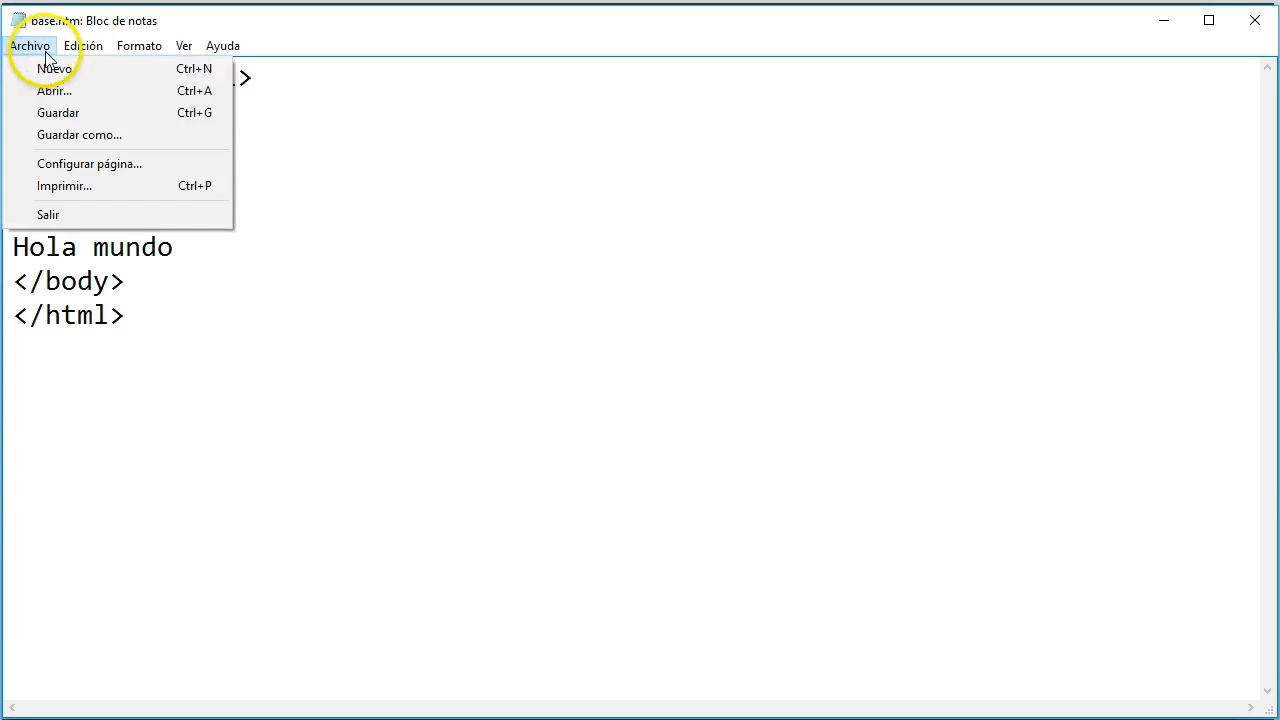 base.htm: Bloc de notas
Archivo Edición Formato Ver Ayuda
Nuevo Ctrl+N
Abrir... Ctrl+A
Guardar Ctrl+G
Guardar como...
Configurar página...
Imprimir... Ctrl+P
Salir
>
Hola mundo
</body>
</html>